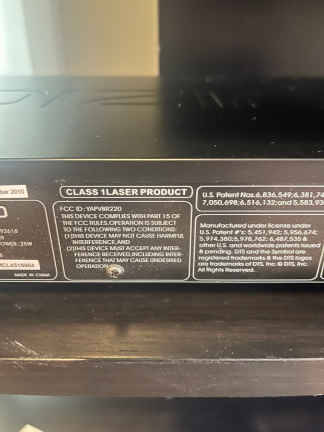 ber 2010
CLASS 1 LASER PRODUCT
FCC ID: YAPVBR220
THIS DEVICE COMPLIES WITH PART 15 OF
THE FCC RULES. OPERATION IS SUBJECT
TO THE FOLLOWING TWO CONDITIONS:
(1)THIS DEVICE MAY NOT CAUSE HARMFUL
INTERFERENCE, AND
(2)THIS DEVICE MUST ACCEPT ANY INTER-
FERENCE RECEIVED, INCLUDING INTER-
FERENCE THAT MAY CAUSE UNDESIRED
OPERATION.
MADE IN CHINA
U.S. Patent Nos. 6,836,549; 6,381,74
7,050,698; 6,516,132; and 5,583,93
Manufactured under license under
U.S. Patent #'s: 5,451,942; 5,956,674;
5,974,380; 5,978,762; 6,487,535 &
other U.S. and worldwide patents issued
& pending. DTS and the Symbol are
registered trademarks & the DTS logos
are trademarks of DTS, Inc. © DTS, Inc.
All Rights Reserved.